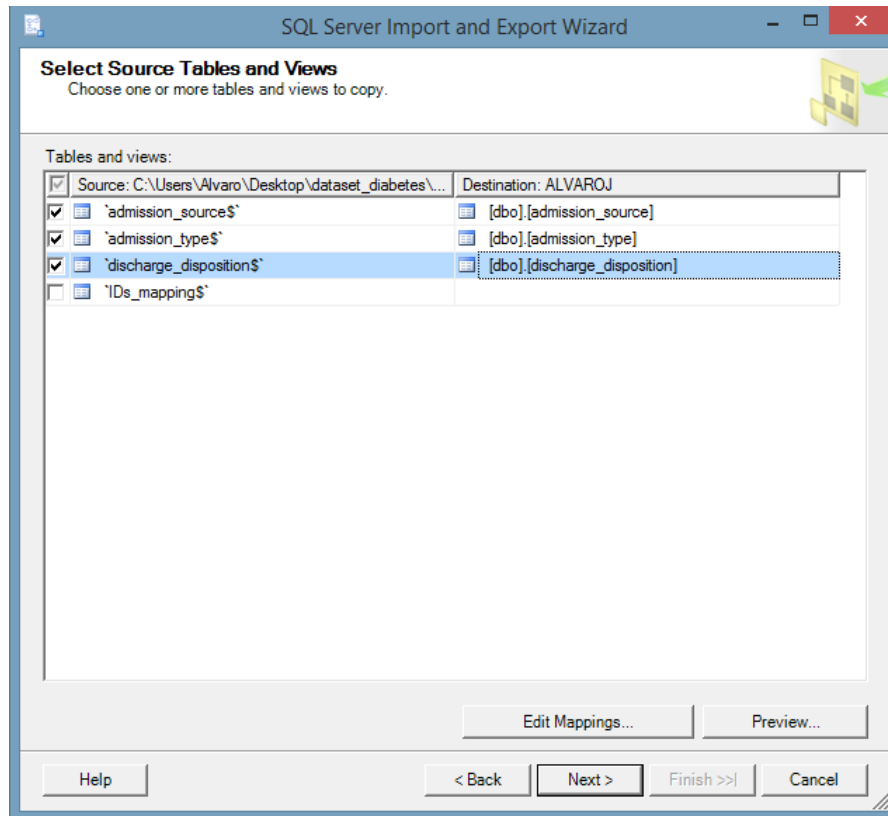 SQL Server Import and Export Wizard
Select Source Tables and Views
Choose one or more tables and views to copy.
Tables and views:
Source: C:\Users\Alvaro\Desktop\dataset_diabetes\... Destination: ALVAROJ
`admission_source$` [dbo].[admission_source]
`admission_type$` [dbo].[admission_type]
`discharge_disposition$` [dbo].[discharge_disposition]
`IDs_mapping$`
Edit Mappings... Preview...
Help < Back Next > Finish >>| Cancel